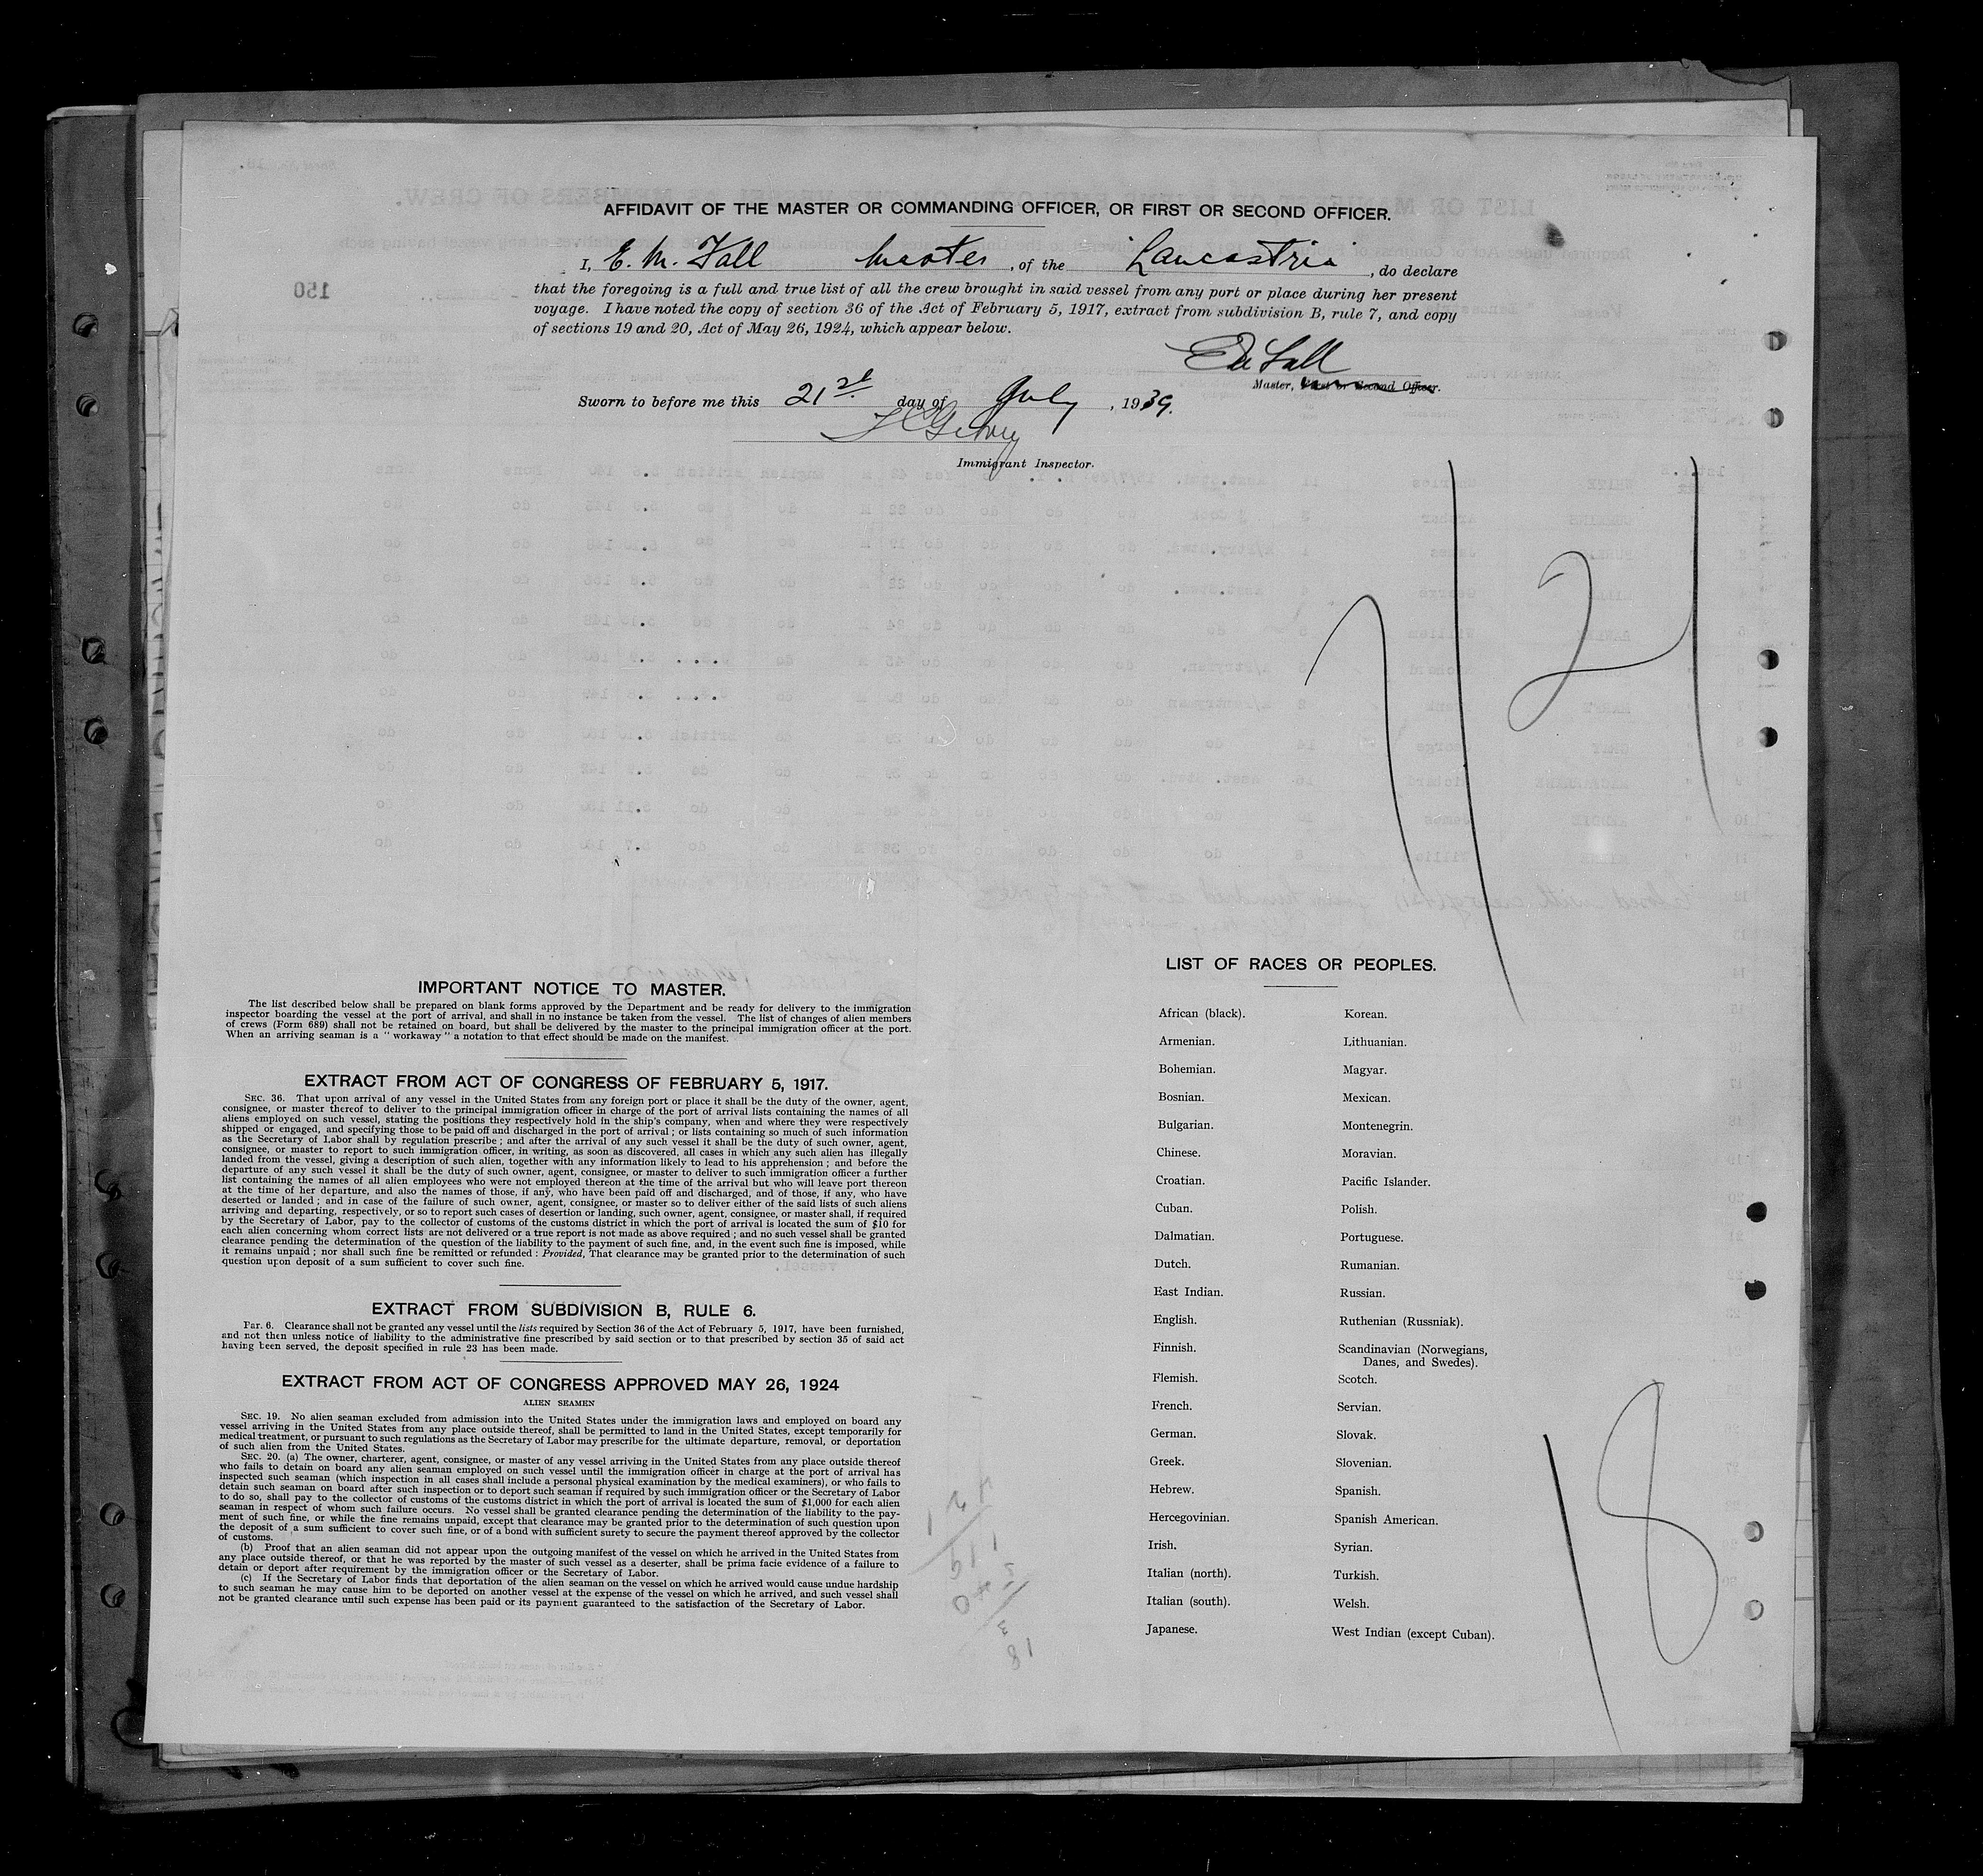 AFFIDAVIT OF THE MASTER OR COMMANDING OFFICER, OR FIRST OR SECOND OFFICER.
I, E. M. Fall Master, of the Lancastria, do declare
that the foregoing is a full and true list of all the crew brought in said vessel from any port or place during her present
voyage. I have noted the copy of section 36 of the Act of February 5, 1917, extract from subdivision B, rule 7, and copy
of sections 19 and 20, Act of May 26, 1924, which appear below.
Master, First or Second Officer.
Sworn to before me this 21st day of July, 1939.
Immigrant Inspector.
7/21
IMPORTANT NOTICE TO MASTER.
The list described below shall be prepared on blank forms approved by the Department and be ready for delivery to the immigration
inspector boarding the vessel at the port of arrival, and shall in no instance be taken from the vessel. The list of changes of alien members
of crews (Form 689) shall not be retained on board, but shall be delivered by the master to the principal immigration officer at the port.
When an arriving seaman is a "workaway" a notation to that effect should be made on the manifest.
EXTRACT FROM ACT OF CONGRESS OF FEBRUARY 5, 1917.
SEC. 36. That upon arrival of any vessel in the United States from any foreign port or place it shall be the duty of the owner, agent,
consignee, or master thereof to deliver to the principal immigration officer in charge of the port of arrival lists containing the names of all
aliens employed on such vessel, stating the positions they respectively hold in the ship's company, when and where they were respectively
shipped or engaged, and specifying those to be paid off and discharged in the port of arrival; or lists containing so much of such information
as the Secretary of Labor shall by regulation prescribe; and after the arrival of any such vessel it shall be the duty of such owner, agent,
consignee, or master to report to such immigration officer, in writing, as soon as discovered, all cases in which any such alien has illegally
landed from the vessel, giving a description of such alien, together with any information likely to lead to his apprehension; and before the
departure of any such vessel it shall be the duty of such owner, agent, consignee, or master to deliver to such immigration officer a further
list containing the names of all alien employees who were not employed thereon at the time of the arrival but who will leave port thereon
at the time of her departure, and also the names of those, if any, who have been paid off and discharged, and of those, if any, who have
deserted or landed; and in case of the failure of such owner, agent, consignee, or master so to deliver either of the said lists of such aliens
arriving and departing, respectively, or so to report such cases of desertion or landing, such owner, agent, consignee, or master shall, if required
by the Secretary of Labor, pay to the collector of customs of the customs district in which the port of arrival is located the sum of $10 for
each alien concerning whom correct lists are not delivered or a true report is not made as above required; and no such vessel shall be granted
clearance pending the determination of the question of the liability to the payment of such fine, and, in the event such fine is imposed, while
it remains unpaid; nor shall such fine be remitted or refunded: Provided, That clearance may be granted prior to the determination of such
question upon deposit of a sum sufficient to cover such fine.
EXTRACT FROM SUBDIVISION B, RULE 6.
PAR. 6. Clearance shall not be granted any vessel until the lists required by Section 36 of the Act of February 5, 1917, have been furnished,
and not then unless notice of liability to the administrative fine prescribed by said section or to that prescribed by section 35 of said act
having been served, the deposit specified in rule 23 has been made.
EXTRACT FROM ACT OF CONGRESS APPROVED MAY 26, 1924
ALIEN SEAMEN
SEC. 19. No alien seaman excluded from admission into the United States under the immigration laws and employed on board any
vessel arriving in the United States from any place outside thereof, shall be permitted to land in the United States, except temporarily for
medical treatment, or pursuant to such regulations as the Secretary of Labor may prescribe for the ultimate departure, removal, or deportation
of such alien from the United States.
SEC. 20. (a) The owner, charterer, agent, consignee, or master of any vessel arriving in the United States from any place outside thereof
who fails to detain on board any alien seaman employed on such vessel until the immigration officer in charge at the port of arrival has
inspected such seaman (which inspection in all cases shall include a personal physical examination by the medical examiners), or who fails to
detain such seaman on board after such inspection or to deport such seaman if required by such immigration officer or the Secretary of Labor
to do so, shall pay to the collector of customs of the customs district in which the port of arrival is located the sum of $1,000 for each alien
seaman in respect of whom such failure occurs. No vessel shall be granted clearance pending the determination of the liability to the pay-
ment of such fine, or while the fine remains unpaid, except that clearance may be granted prior to the determination of such question upon
the deposit of a sum sufficient to cover such fine, or of a bond with sufficient surety to secure the payment thereof approved by the collector
of customs.
(b) Proof that an alien seaman did not appear upon the outgoing manifest of the vessel on which he arrived in the United States from
any place outside thereof, or that he was reported by the master of such vessel as a deserter, shall be prima facie evidence of a failure to
detain or deport after requirement by the immigration officer or the Secretary of Labor.
(c) If the Secretary of Labor finds that deportation of the alien seaman on the vessel on which he arrived would cause undue hardship
to such seaman he may cause him to be deported on another vessel at the expense of the vessel on which he arrived, and such vessel shall
not be granted clearance until such expense has been paid or its payment guaranteed to the satisfaction of the Secretary of Labor.
LIST OF RACES OR PEOPLES.
African (black).
Armenian.
Bohemian.
Bosnian.
Bulgarian.
Chinese.
Croatian.
Cuban.
Dalmatian.
Dutch.
East Indian.
English.
Finnish.
Flemish.
French.
German.
Greek.
Hebrew.
Hercegovinian.
Irish.
Italian (north).
Italian (south).
Japanese.
Korean.
Lithuanian.
Magyar.
Mexican.
Montenegrin.
Moravian.
Pacific Islander.
Polish.
Portuguese.
Rumanian.
Russian.
Ruthenian (Russniak).
Scandinavian (Norwegians,
Danes, and Swedes).
Scotch.
Servian.
Slovak.
Slovenian.
Spanish.
Spanish American.
Syrian.
Turkish.
Welsh.
West Indian (except Cuban).
18